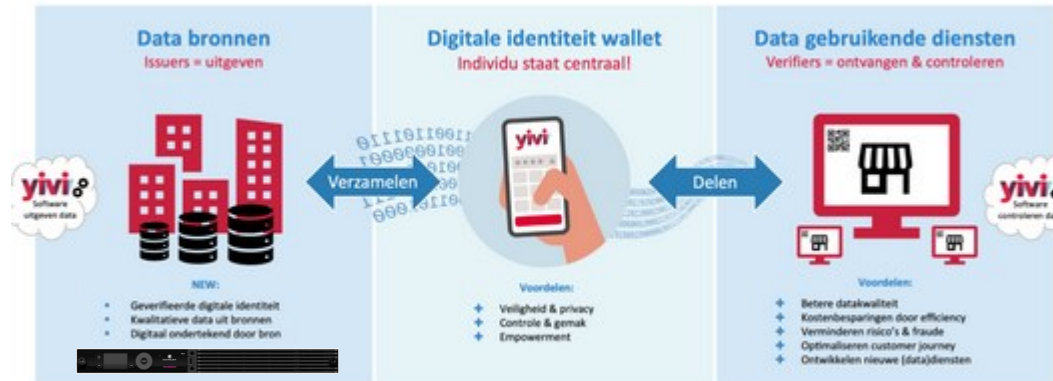 Data bronnen
Issuers = uitgeven
yivi
Software
uitgeven data
Verzamelen
NEW:
Geverifieerde digitale identiteit
Kwalitatieve data uit bronnen
Digitaal ondertekend door bron
Digitale identiteit wallet
Individu staat centraal!
yivi
Delen
Voordelen:
Veiligheid & privacy
Controle & gemak
Empowerment
Data gebruikende diensten
Verifiers = ontvangen & controleren
yivi
Software
controleren da
Voordelen:
Betere datakwaliteit
Kostenbesparingen door efficiency
Verminderen risico's & fraude
Optimaliseren customer journey
Ontwikkelen nieuwe (data)diensten